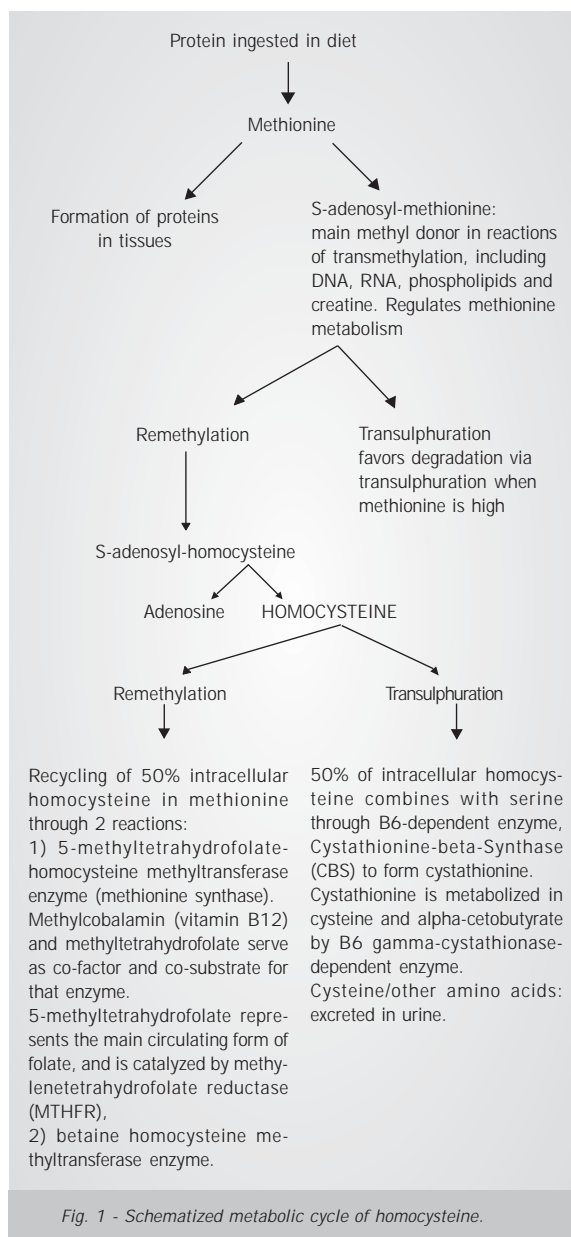 Protein ingested in diet
Methionine
Formation of proteins
in tissues
S-adenosyl-methionine:
main methyl donor in reactions
of transmethylation, including
DNA, RNA, phospholipids and
creatine. Regulates methionine
metabolism
Remethylation
Transulphuration
favors degradation via
transulphuration when
methionine is high
S-adenosyl-homocysteine
Adenosine
HOMOCYSTEINE
Remethylation
Transulphuration
Recycling of 50% intracellular
homocysteine in methionine
through 2 reactions:
1) 5-methyltetrahydrofolate-
homocysteine methyltransferase
enzyme (methionine synthase).
Methylcobalamin (vitamin B12)
and methyltetrahydrofolate serve
as co-factor and co-substrate for
that enzyme.
5-methyltetrahydrofolate repre-
sents the main circulating form of
folate, and is catalyzed by methy-
lenetetrahydrofolate reductase
(MTHFR),
2) betaine homocysteine me-
thyltransferase enzyme.
50% of intracellular homocys-
teine combines with serine
through B6-dependent enzyme,
Cystathionine-beta-Synthase
(CBS) to form cystathionine.
Cystathionine is metabolized in
cysteine and alpha-cetobutyrate
by B6 gamma-cystathionase-
dependent enzyme.
Cysteine/other amino acids:
excreted in urine.
Fig. 1 - Schematized metabolic cycle of homocysteine.